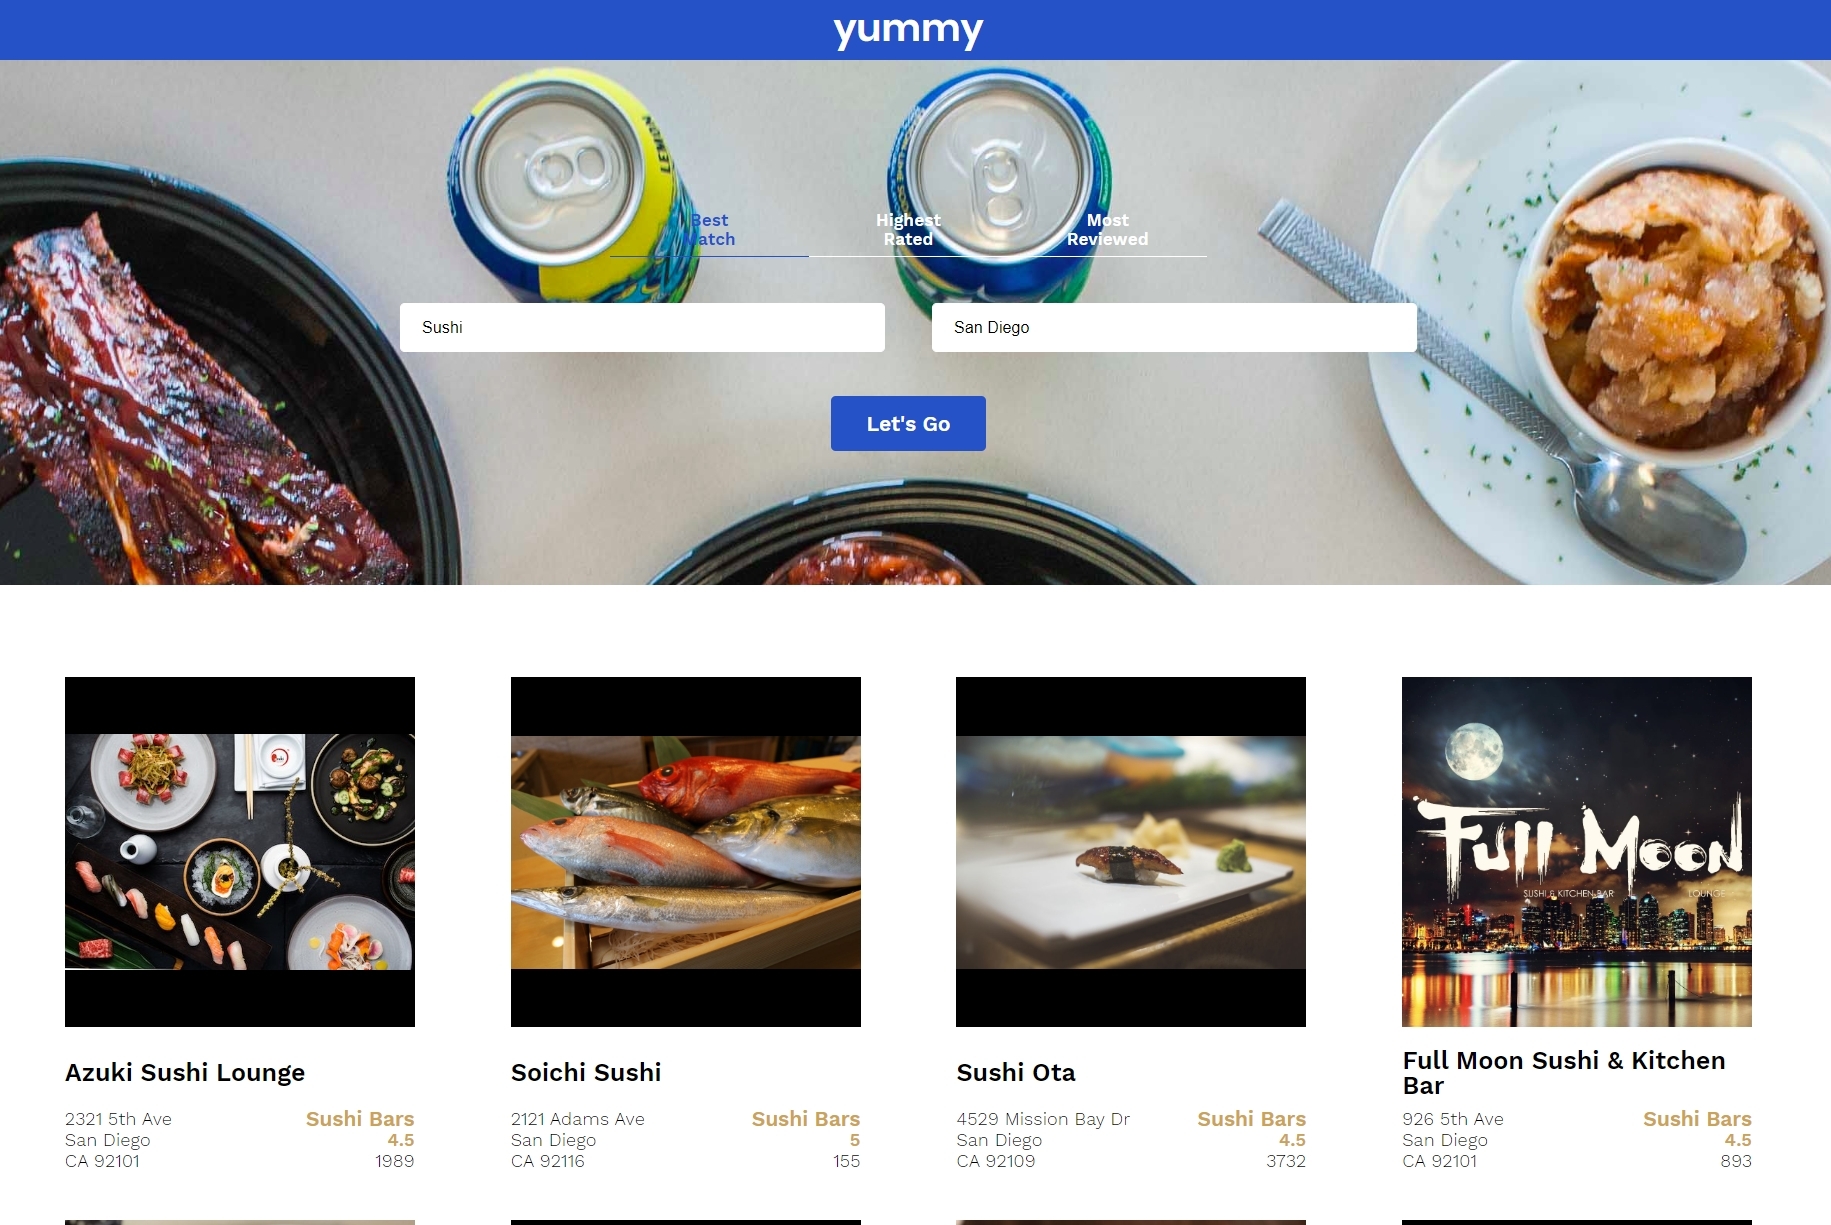 yummy
LEMON
Best
Match
Highest
Rated
Most
Reviewed
Sushi
San Diego
Let's Go
Full Moon
SUSHI & KITCHEN BAR
LOUNGE
Azuki Sushi Lounge
2321 5th Ave
San Diego
CA 92101
Sushi Bars
4.5
1989
Soichi Sushi
2121 Adams Ave
San Diego
CA 92116
Sushi Bars
5
155
Sushi Ota
4529 Mission Bay Dr
San Diego
CA 92109
Sushi Bars
4.5
3732
Full Moon Sushi & Kitchen
Bar
926 5th Ave
San Diego
CA 92101
Sushi Bars
4.5
893